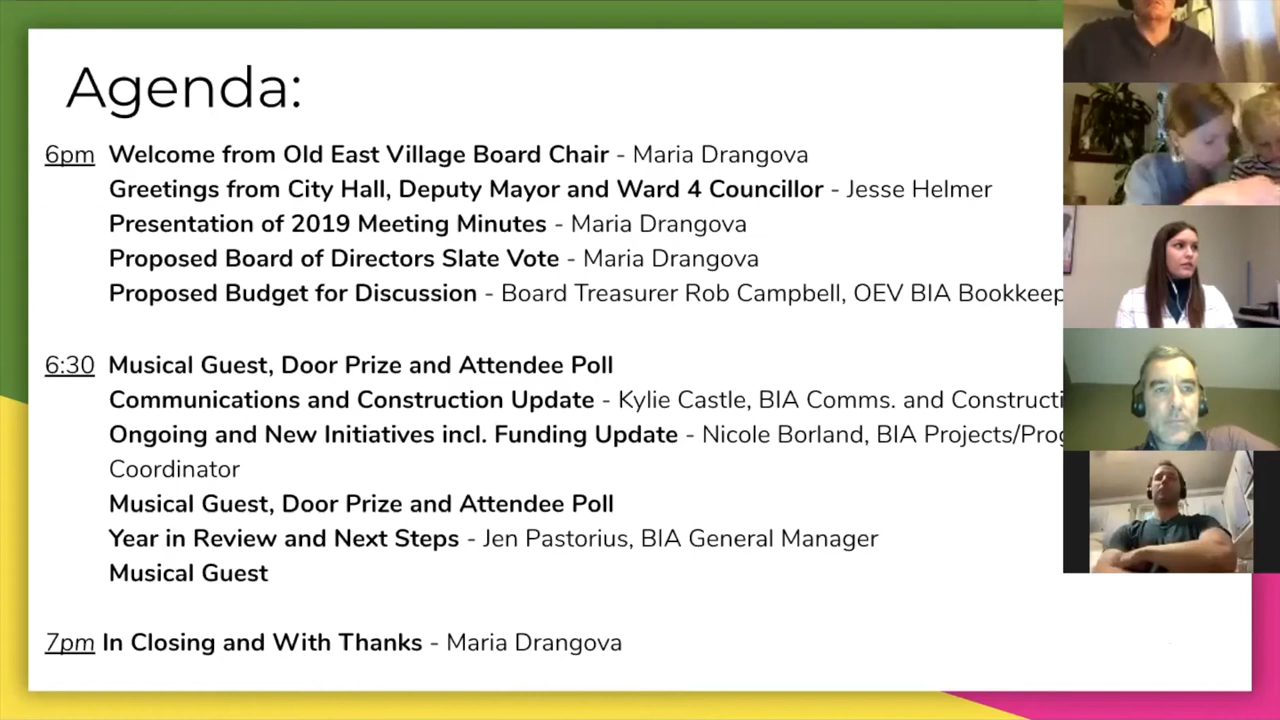 Agenda:
6pm Welcome from Old East Village Board Chair - Maria Drangova
Greetings from City Hall, Deputy Mayor and Ward 4 Councillor - Jesse Helmer
Presentation of 2019 Meeting Minutes - Maria Drangova
Proposed Board of Directors Slate Vote - Maria Drangova
Proposed Budget for Discussion - Board Treasurer Rob Campbell, OEV BIA Bookkeep
6:30 Musical Guest, Door Prize and Attendee Poll
Communications and Construction Update - Kylie Castle, BIA Comms. and Constructi
Ongoing and New Initiatives incl. Funding Update - Nicole Borland, BIA Projects/Prog
Coordinator
Musical Guest, Door Prize and Attendee Poll
Year in Review and Next Steps - Jen Pastorius, BIA General Manager
Musical Guest
7pm In Closing and With Thanks - Maria Drangova